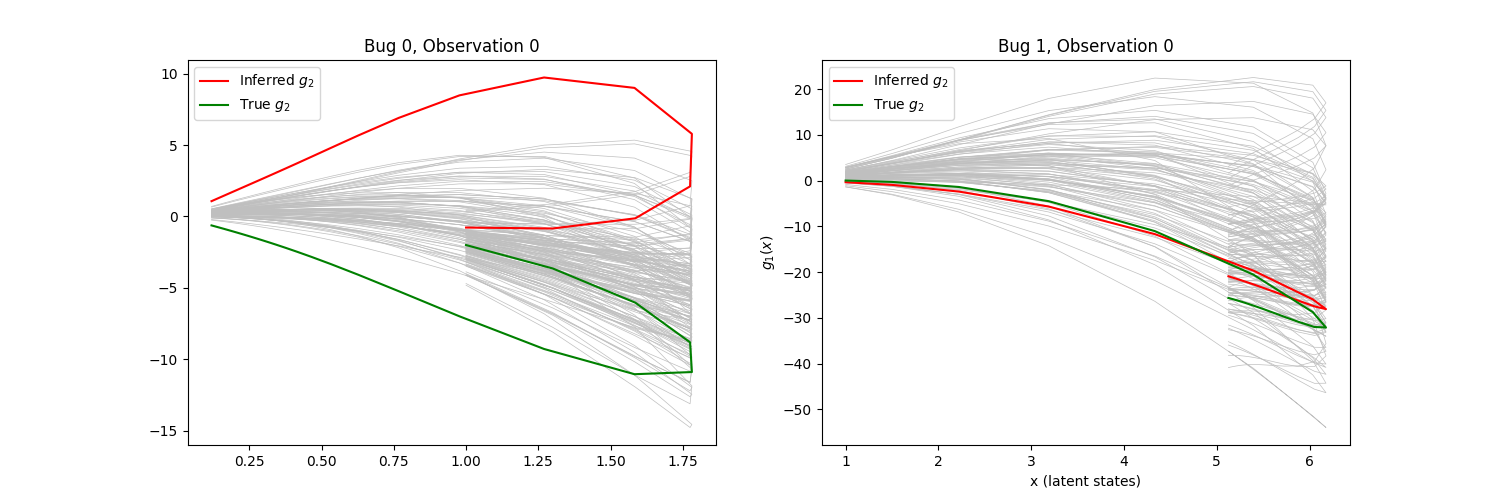 Bug 0, Observation 0
Inferred g₂
True g₂
10
5
0
−5
−10
−15
0.25 0.50 0.75 1.00 1.25 1.50 1.75
Bug 1, Observation 0
Inferred g₂
True g₂
20
10
0
−10
−20
−30
−40
−50
g₁(x)
1 2 3 4 5 6
x (latent states)